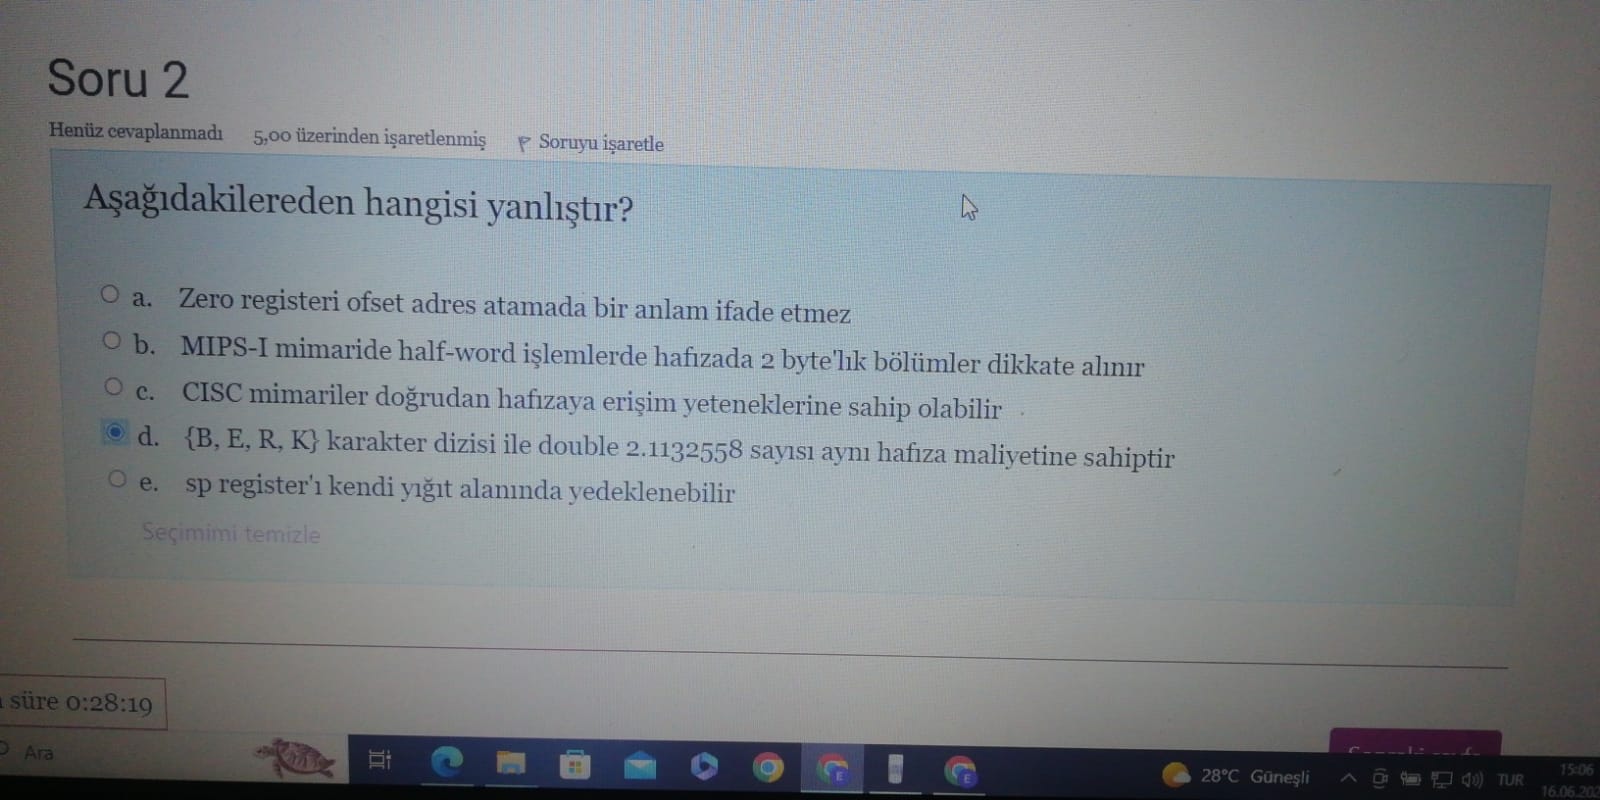 Soru 2
Henüz cevaplanmadı 5,00 üzerinden işaretlenmiş Soruyu işaretle
Aşağıdakilereden hangisi yanlıştır?
a. Zero registeri ofset adres atamada bir anlam ifade etmez
b. MIPS-I mimaride half-word işlemlerde hafızada 2 byte'lık bölümler dikkate alınır
c. CISC mimariler doğrudan hafızaya erişim yeteneklerine sahip olabilir
d. {B, E, R, K} karakter dizisi ile double 2.1132558 sayısı aynı hafıza maliyetine sahiptir
e. sp register'ı kendi yığıt alanında yedeklenebilir
Seçimimi temizle
süre 0:28:19
Ara
E E 28°C Güneşli TUR 15:06
16.06.202